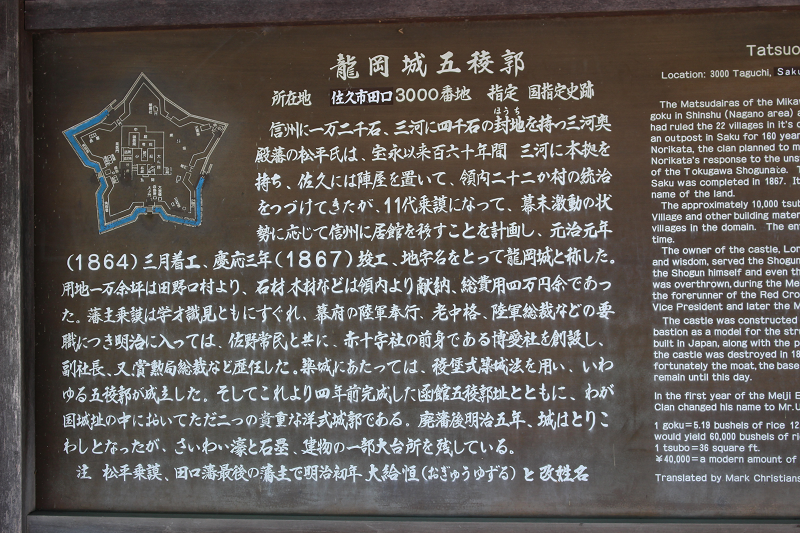 龍岡城五稜郭
所在地 佐久市田口3000番地 指定 国指定史跡
信州に一万二千石、三河に四千石の封地を持つ三河奥
ほうち
殿藩の松平氏は、宝永以来百六十年間 三河に本拠を
持ち、佐久には陣屋を置いて、領内二十二か村の統治
をつづけてきたが、11代乗謨になって、幕末激動の状
勢に応じて信州に居館を移すことを計画し、元治元年
(1864)三月着工、慶応三年(1867)竣工、地字名をとって龍岡城と称した。
用地一万余坪は田野口村より、石材木材などは領内より献納、総費用四万円余であっ
た。藩主乗謨は学才識見ともにすぐれ、幕府の陸軍奉行、老中格、陸軍総裁などの要
職につき明治に入っては、佐野常民と共に、赤十字社の前身である博愛社を創設し、
副社長、又賞勲局総裁など歴任した。築城にあたっては、稜堡式築城法を用い、いわ
ゆる五稜郭が成立した。そしてこれより四年前完成した函館五稜郭址とともに、わが
国城址の中においてただ二つの貴重な洋式城郭である。廃藩後明治五年、城はとりこ
わしとなったが、さいわい濠と石塁、建物の一部大台所を残している。
注 松平乗謨、田口藩最後の藩主で明治初年 大給恒(おぎゅうゆずる)と改姓名
Tatsuo
Location: 3000 Taguchi, Saku
The Matsudairas of the Mikaw
goku in Shinshu (Nagano area) a
had ruled the 22 villages in it's c
an outpost in Saku for 160 year
Norikata, the clan planned to m
Norikata's response to the uns
of the Tokugawa Shogunate. T
Saku was completed in 1867. It
name of the land.
The approximately 10,000 tsub
Village and other building mater
villages in the domain. The en
time.
The owner of the castle, Lor
and wisdom, served the Shogun
the Shogun himself and even th
was overthrown, during the Mei
the forerunner of the Red Cro
Vice President and later the M
The castle was constructed
bastion as a model for the str
built in Japan, along with the p
the castle was destroyed in 18
fortunately the moat, the base
remain until this day.
In the first year of the Meiji E
Clan changed his name to Mr.U
1 goku=5.19 bushels of rice 12
would yield 60,000 bushels of ri
1 tsubo=36 square ft.
¥40,000=a modern amount of
Translated by Mark Christians